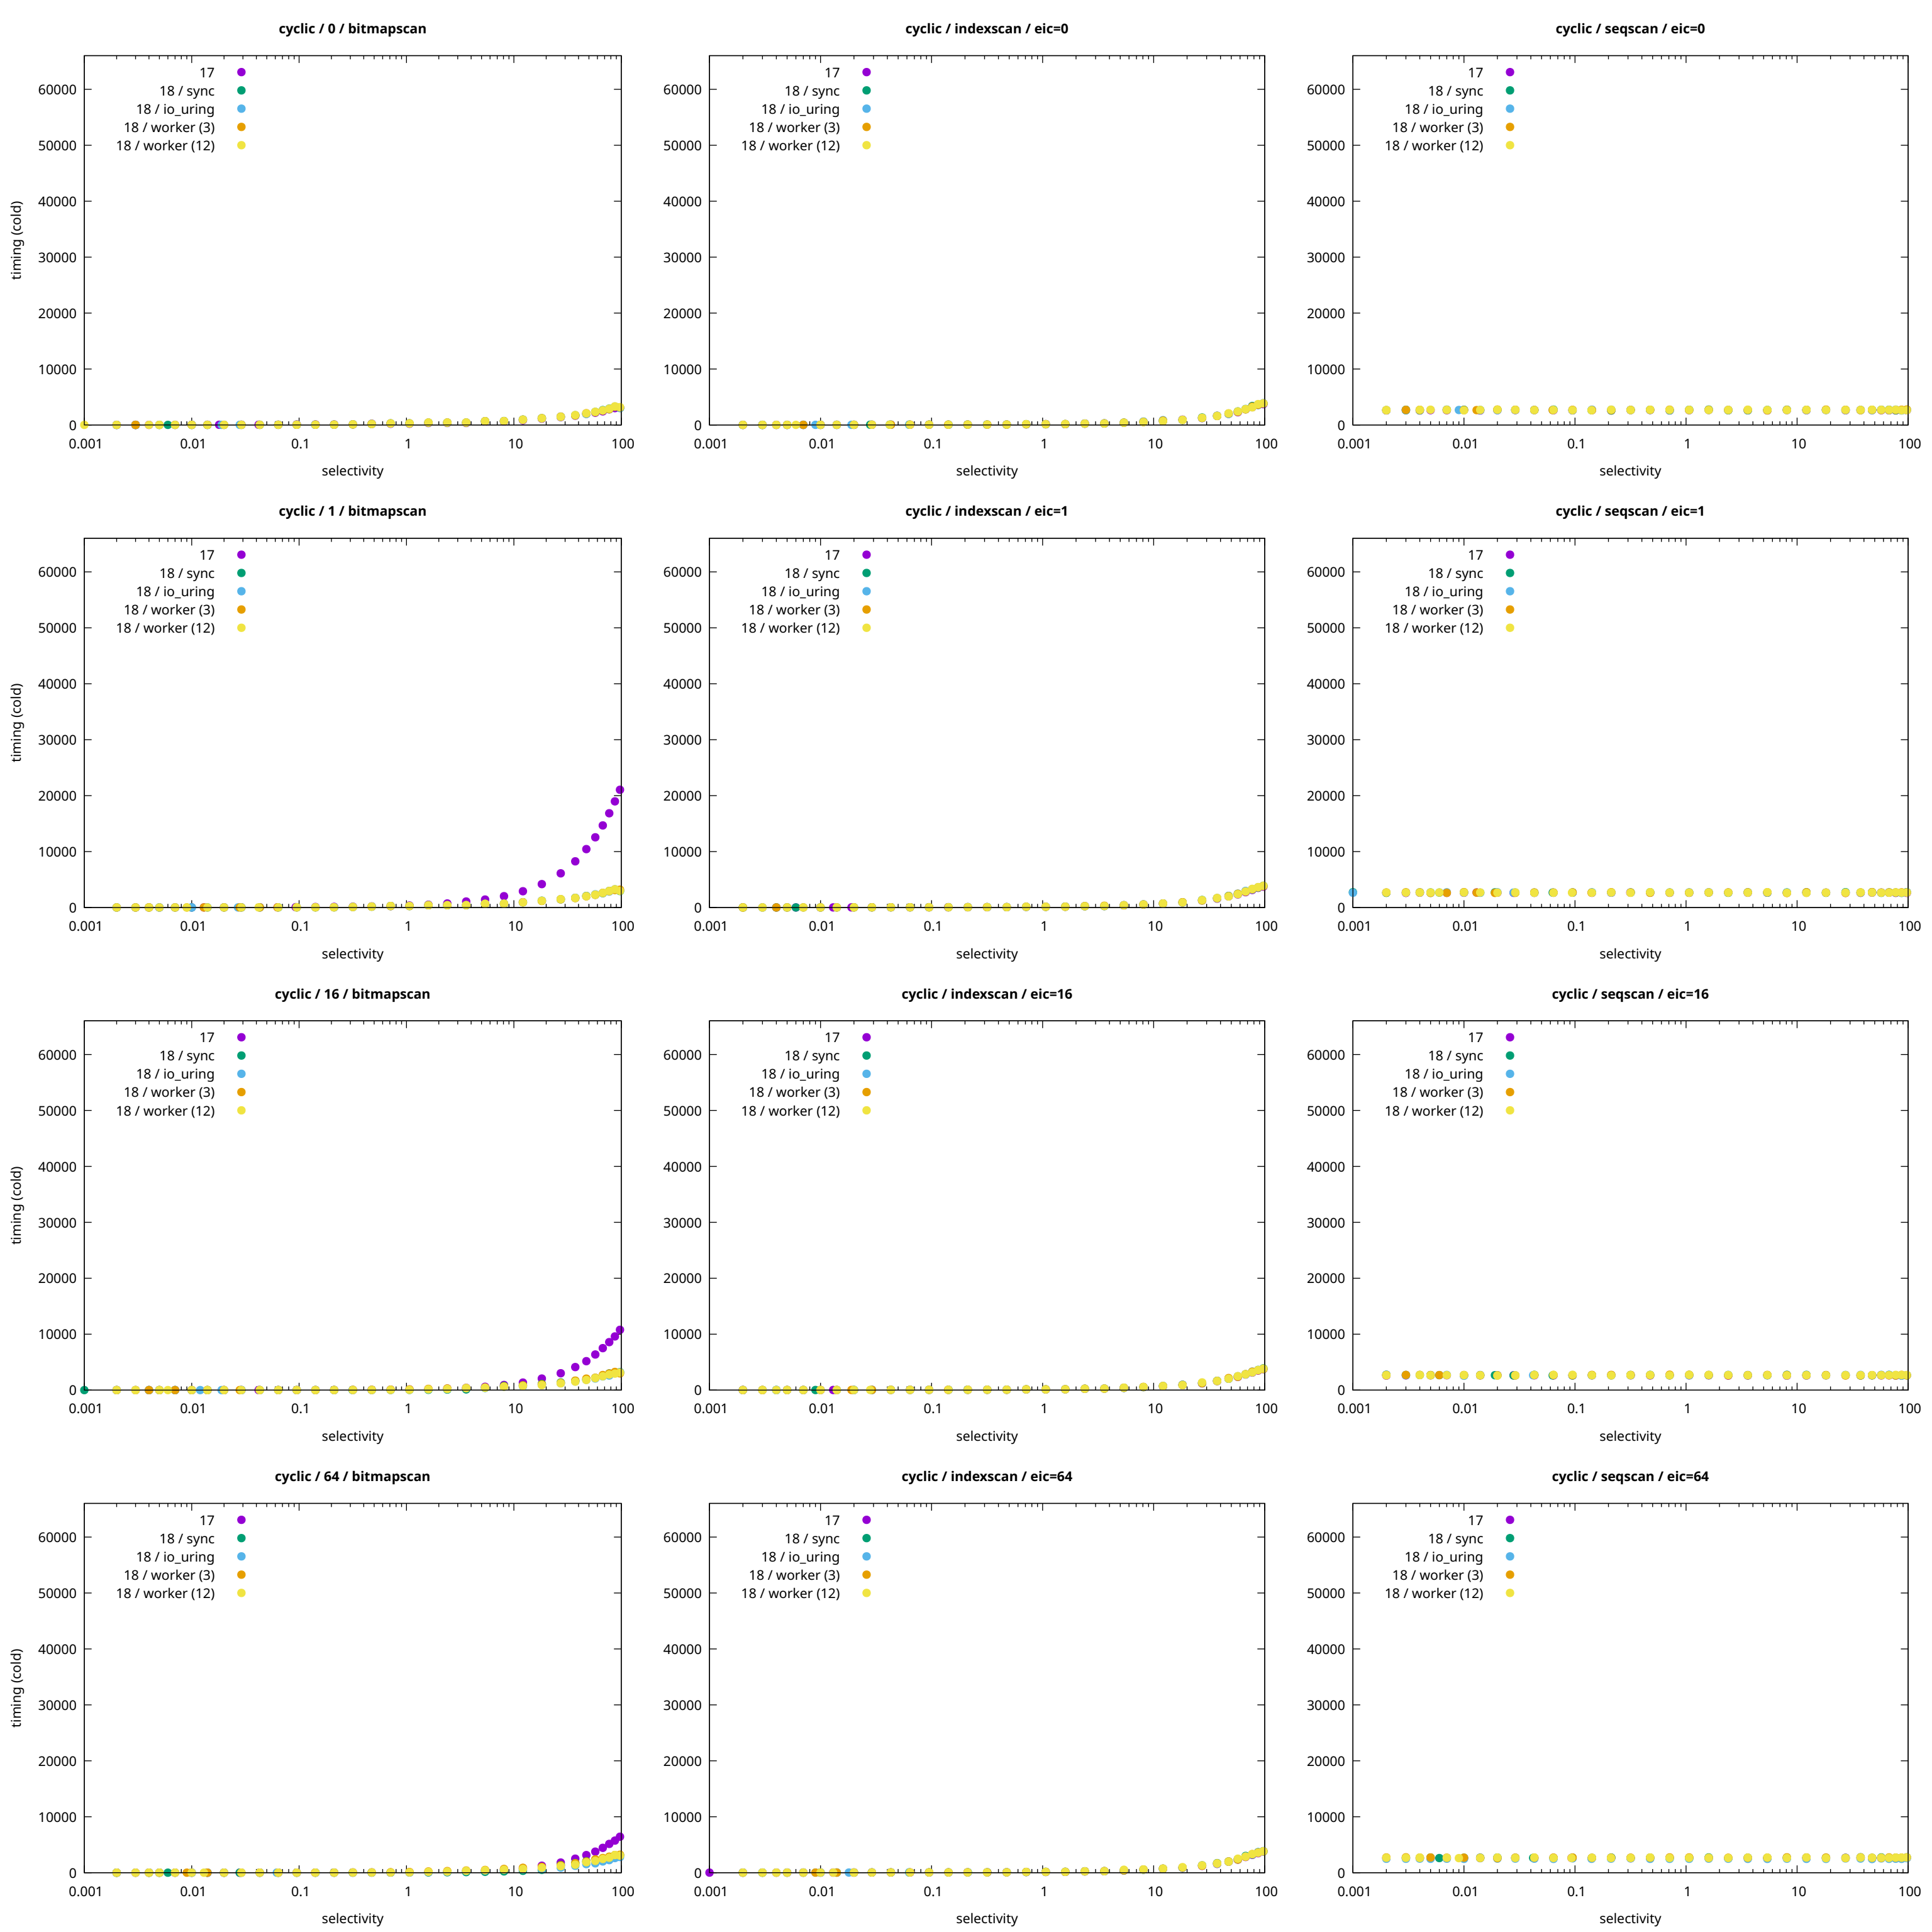 cyclic / 0 / bitmapscan
timing (cold)
60000
50000
40000
30000
20000
10000
0
17
18 / sync
18 / io_uring
18 / worker (3)
18 / worker (12)
0.001 0.01 0.1 1 10 100
selectivity
cyclic / indexscan / eic=0
60000
50000
40000
30000
20000
10000
0
17
18 / sync
18 / io_uring
18 / worker (3)
18 / worker (12)
0.001 0.01 0.1 1 10 100
selectivity
cyclic / seqscan / eic=0
60000
50000
40000
30000
20000
10000
0
17
18 / sync
18 / io_uring
18 / worker (3)
18 / worker (12)
0.001 0.01 0.1 1 10 100
selectivity
cyclic / 1 / bitmapscan
timing (cold)
60000
50000
40000
30000
20000
10000
0
17
18 / sync
18 / io_uring
18 / worker (3)
18 / worker (12)
0.001 0.01 0.1 1 10 100
selectivity
cyclic / indexscan / eic=1
60000
50000
40000
30000
20000
10000
0
17
18 / sync
18 / io_uring
18 / worker (3)
18 / worker (12)
0.001 0.01 0.1 1 10 100
selectivity
cyclic / seqscan / eic=1
60000
50000
40000
30000
20000
10000
0
17
18 / sync
18 / io_uring
18 / worker (3)
18 / worker (12)
0.001 0.01 0.1 1 10 100
selectivity
cyclic / 16 / bitmapscan
timing (cold)
60000
50000
40000
30000
20000
10000
0
17
18 / sync
18 / io_uring
18 / worker (3)
18 / worker (12)
0.001 0.01 0.1 1 10 100
selectivity
cyclic / indexscan / eic=16
60000
50000
40000
30000
20000
10000
0
17
18 / sync
18 / io_uring
18 / worker (3)
18 / worker (12)
0.001 0.01 0.1 1 10 100
selectivity
cyclic / seqscan / eic=16
60000
50000
40000
30000
20000
10000
0
17
18 / sync
18 / io_uring
18 / worker (3)
18 / worker (12)
0.001 0.01 0.1 1 10 100
selectivity
cyclic / 64 / bitmapscan
timing (cold)
60000
50000
40000
30000
20000
10000
0
17
18 / sync
18 / io_uring
18 / worker (3)
18 / worker (12)
0.001 0.01 0.1 1 10 100
selectivity
cyclic / indexscan / eic=64
60000
50000
40000
30000
20000
10000
0
17
18 / sync
18 / io_uring
18 / worker (3)
18 / worker (12)
0.001 0.01 0.1 1 10 100
selectivity
cyclic / seqscan / eic=64
60000
50000
40000
30000
20000
10000
0
17
18 / sync
18 / io_uring
18 / worker (3)
18 / worker (12)
0.001 0.01 0.1 1 10 100
selectivity